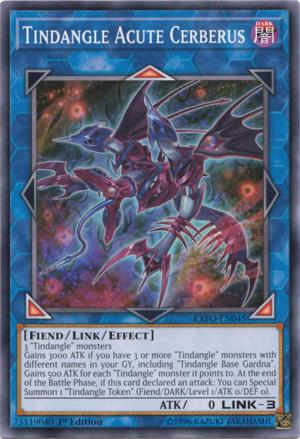 TINDANGLE ACUTE CERBERUS
DARK
闇
EXFO-EN045
[FIEND/LINK/EFFECT]
3 "Tindangle" monsters
Gains 3000 ATK if you have 3 or more "Tindangle" monsters with
different names in your GY, including "Tindangle Base Gardna".
Gains 500 ATK for each "Tindangle" monster it points to. At the end
of the Battle Phase, if this card declared an attack: You can Special
Summon 1 "Tindangle Token" (Fiend/DARK/Level 1/ATK 0/DEF 0).
ATK/ 0 LINK-3
75119040 1st Edition ©1996 KAZUKI TAKAHASHI